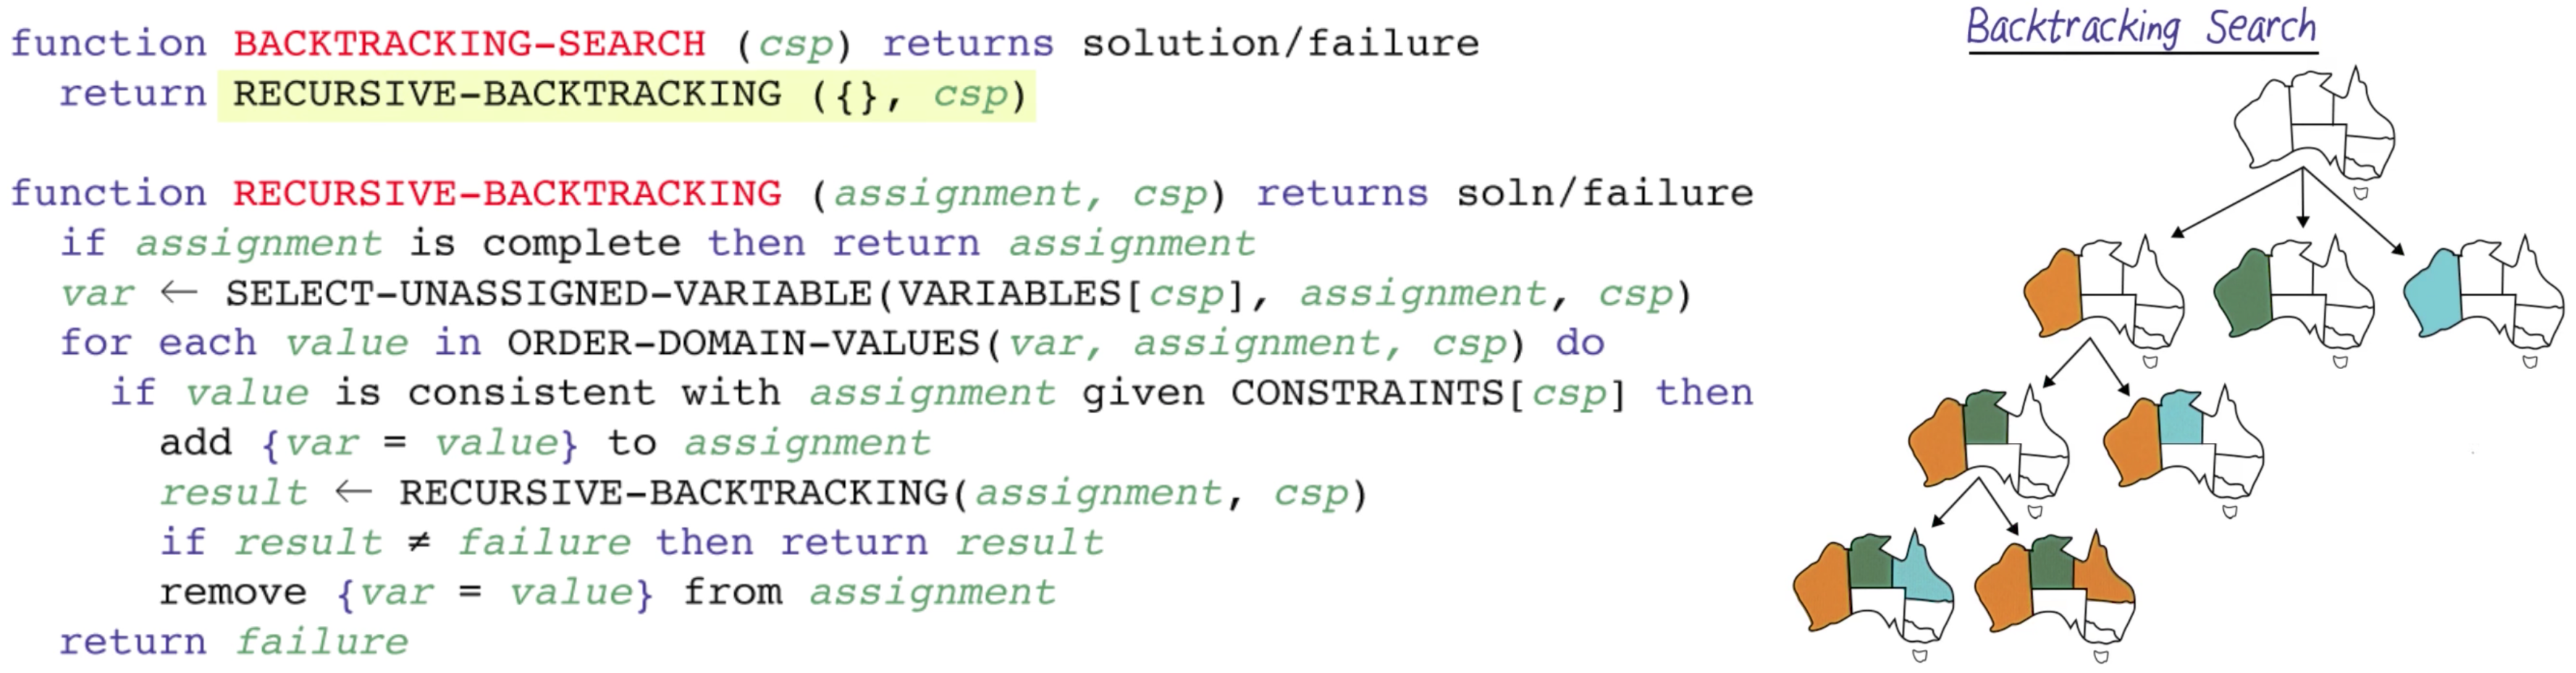 function BACKTRACKING-SEARCH (csp) returns solution/failure
return RECURSIVE-BACKTRACKING ({}, csp)
function RECURSIVE-BACKTRACKING (assignment, csp) returns soln/failure
if assignment is complete then return assignment
var ← SELECT-UNASSIGNED-VARIABLE(VARIABLES[csp], assignment, csp)
for each value in ORDER-DOMAIN-VALUES(var, assignment, csp) do
if value is consistent with assignment given CONSTRAINTS[csp] then
add {var = value} to assignment
result ← RECURSIVE-BACKTRACKING(assignment, csp)
if result ≠ failure then return result
remove {var = value} from assignment
return failure
Backtracking Search